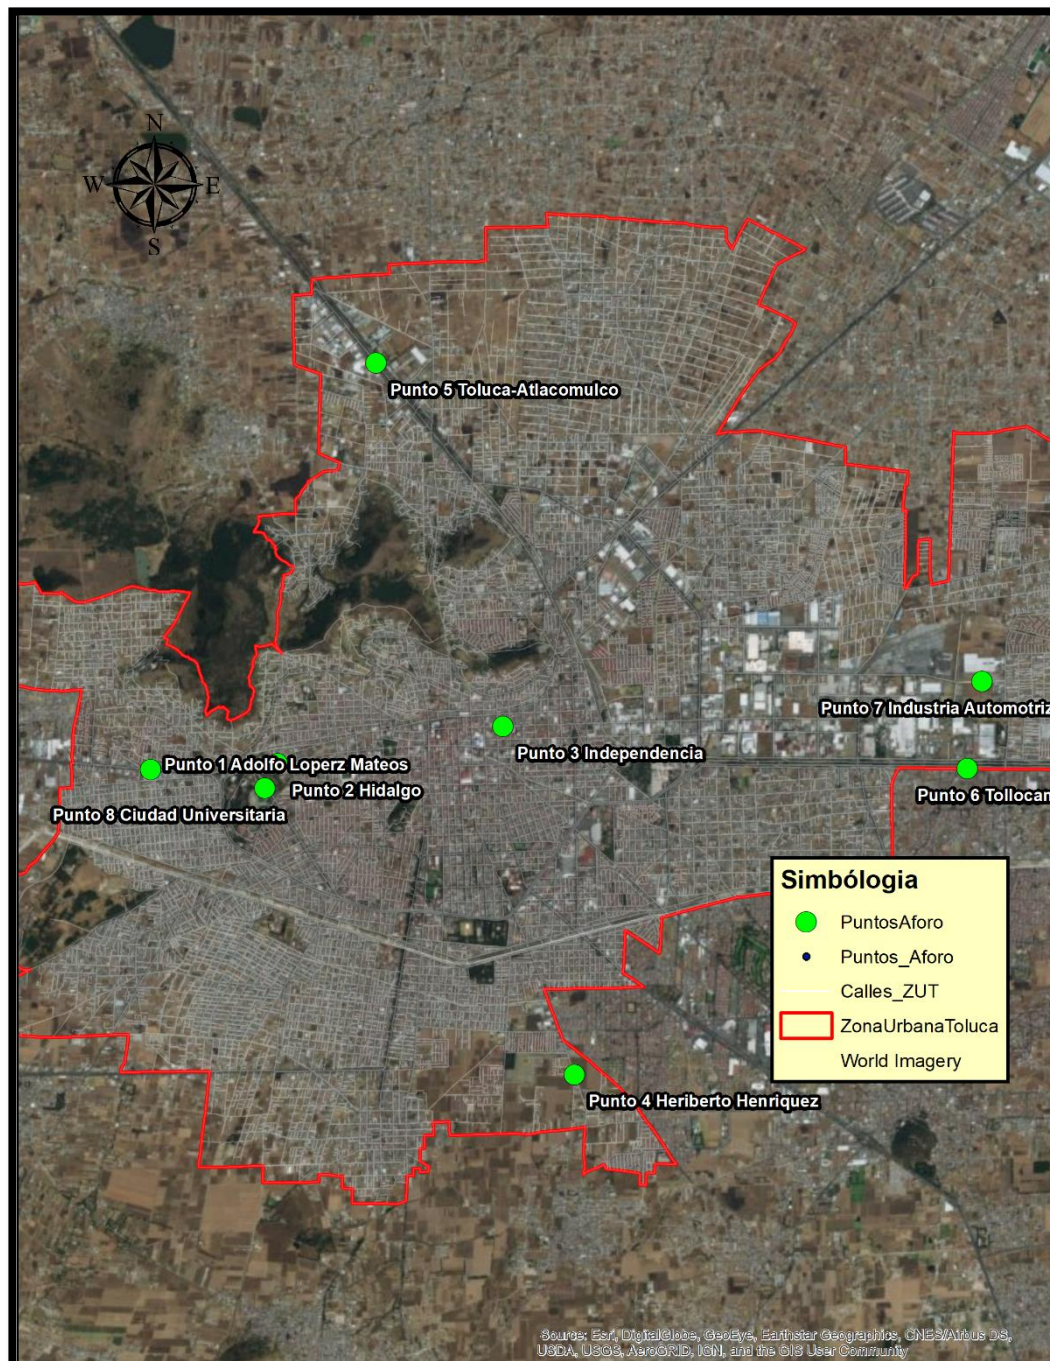 N
W E
S
Punto 5 Toluca-Atlacomulco
Punto 7 Industria Automotriz
Punto 3 Independencia
Punto 1 Adolfo Loperz Mateos
Punto 2 Hidalgo
Punto 6 Tollocan
Punto 8 Ciudad Universitaria
Simbólogia
PuntosAforo
Puntos_Aforo
Calles_ZUT
ZonaUrbanaToluca
World Imagery
Punto 4 Heriberto Henriquez
Source: Esri, DigitalGlobe, GeoEye, Earthstar Geographics, CNES/Airbus DS,
USDA, USGS, AeroGRID, IGN, and the GIS User Community